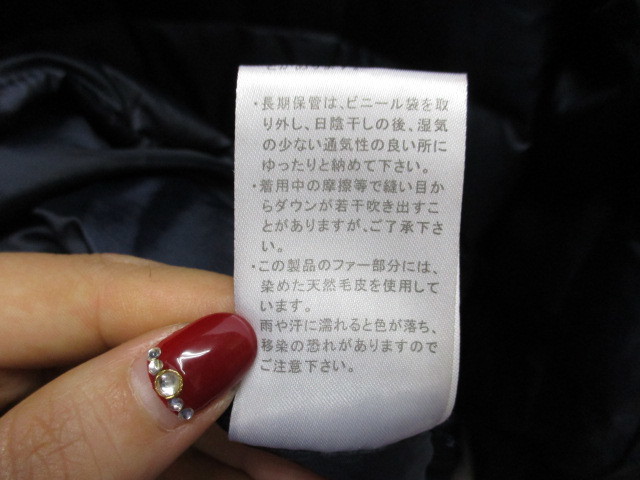 ・長期保管は、ビニール袋を取
り外し、日陰干しの後、湿気
の少ない通気性の良い所に
ゆったりと納めて下さい。
・着用中の摩擦等で縫い目か
らダウンが若干吹き出すこ
とがありますが、ご了承下さ
い。
・この製品のファー部分には、
染めた天然毛皮を使用して
います。
雨や汗に濡れると色が落ち、
移染の恐れがありますので
ご注意下さい。